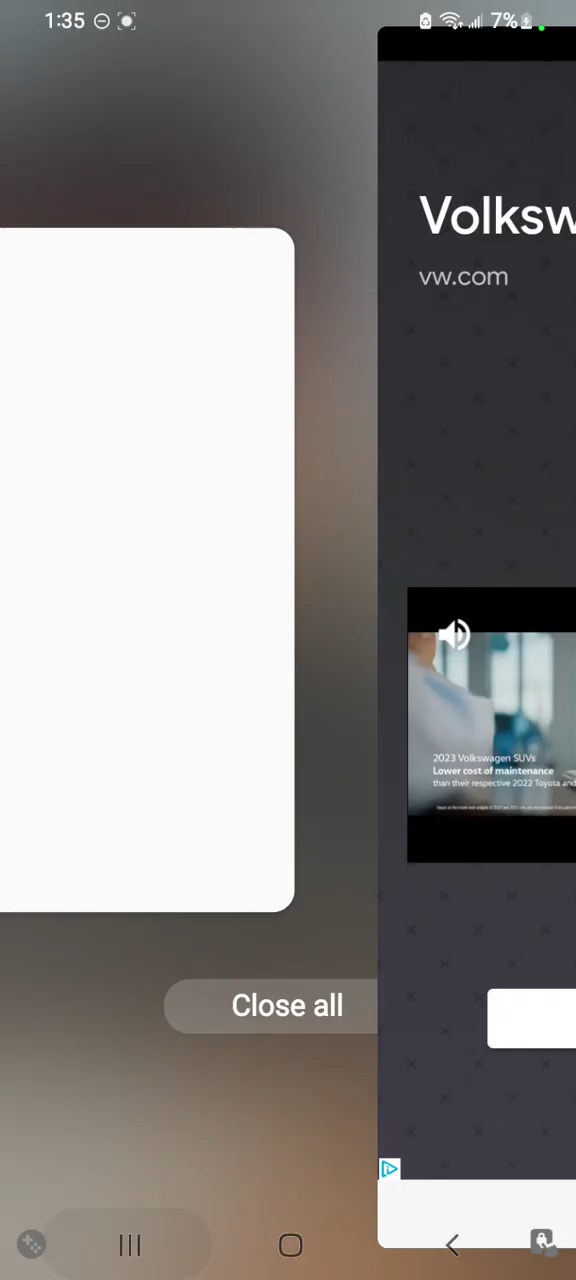 1:35
7%
Volksw
vw.com
2023 Volkswagen SUVs
Lower cost of maintenance
than their respective 2022 Toyota and
Close all